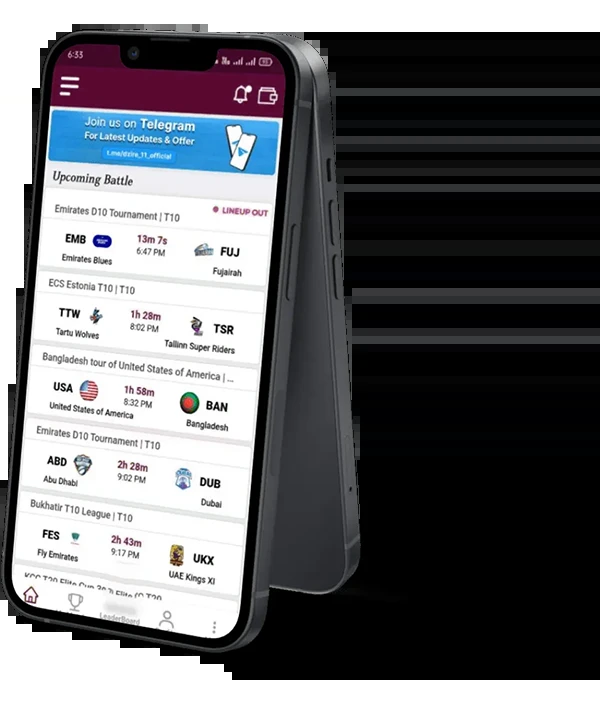 6:33
Join us on Telegram
For Latest Updates & Offer
t.me/dzire_11_official
Upcoming Battle
Emirates D10 Tournament | T10
LINEUP OUT
EMB 13m 7s FUJ
6:47 PM
Emirates Blues Fujairah
ECS Estonia T10 | T10
TTW 1h 28m TSR
8:02 PM
Tartu Wolves Tallinn Super Riders
Bangladesh tour of United States of America | ...
USA 1h 58m BAN
8:32 PM
United States of America Bangladesh
Emirates D10 Tournament | T10
ABD 2h 28m DUB
9:02 PM
Abu Dhabi Dubai
Bukhatir T10 League | T10
FES 2h 43m UKX
9:17 PM
Fly Emirates UAE Kings XI
LeaderBoard